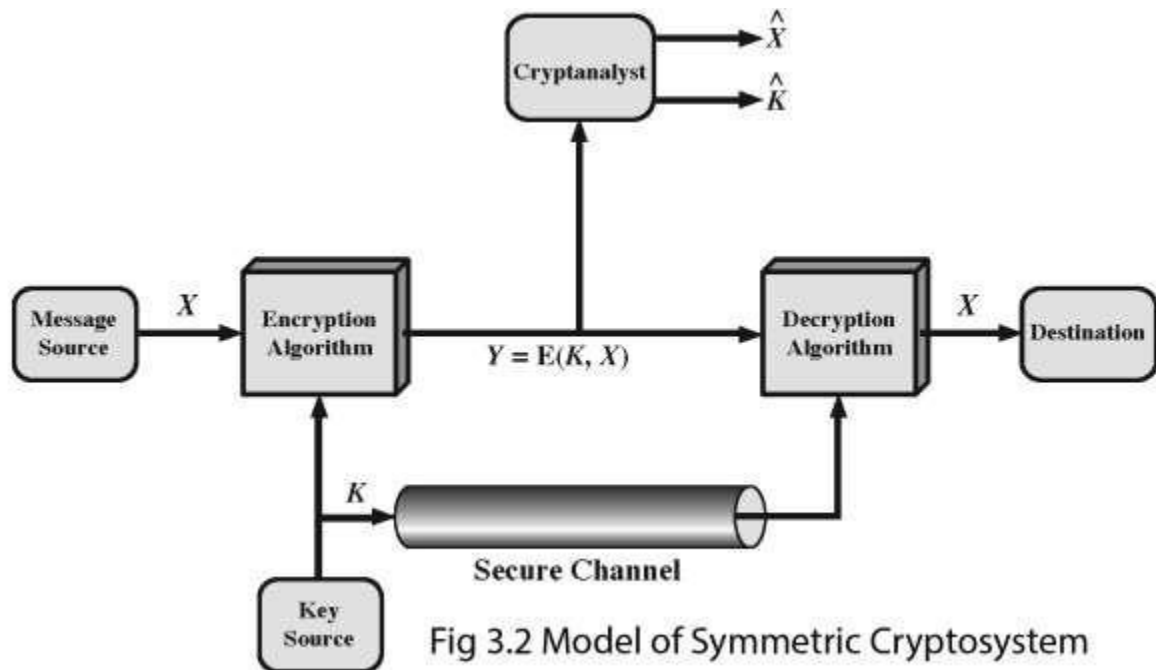 Cryptanalyst
X̂
K̂
Message
Source
X
Encryption
Algorithm
Y = E(K, X)
Decryption
Algorithm
X
Destination
K
Secure Channel
Key
Source
Fig 3.2 Model of Symmetric Cryptosystem